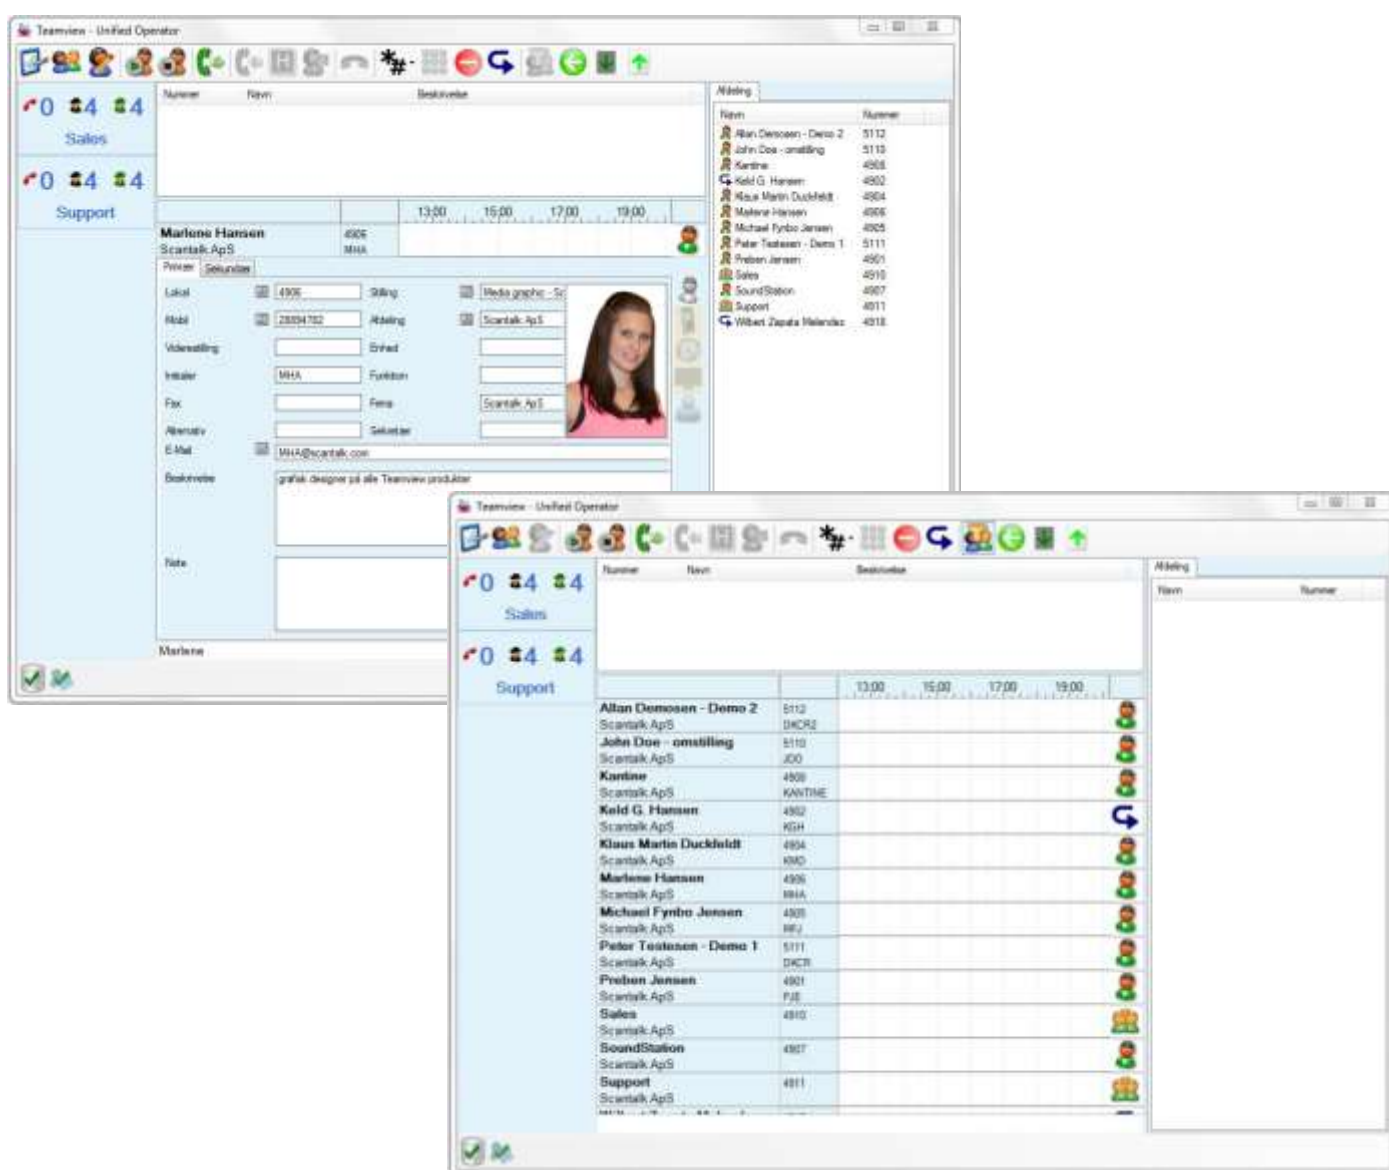 Teamview - Unified Operator
0 4 4
Sales
0 4 4
Support
Nummer Navn Beskrivelse
13:00 15:00 17:00 19:00
Marlene Hansen 4906
Scantalk ApS MHA
Primær Sekundær
Lokal 4906 Stilling Media graphic - Sc
Mobil 28894782 Afdeling Scantalk ApS
Viderestilling Enhed
Initialer MHA Funktion
Fax Firma Scantalk ApS
Alternativ Sekretær
E-Mail MHA@scantalk.com
Beskrivelse grafisk designer på alle Teamview produkter
Note
Marlene
Afdeling
Navn Nummer
Allan Demosen - Demo 2 5112
John Doe - omstilling 5110
Kantine 4908
Keld G. Hansen 4902
Klaus Martin Duckfeldt 4904
Marlene Hansen 4906
Michael Fynbo Jensen 4905
Peter Testesen - Demo 1 5111
Preben Jensen 4901
Sales 4910
SoundStation 4907
Support 4911
Wilbert Zapata Melendez 4918
Teamview - Unified Operator
0 4 4
Sales
0 4 4
Support
Nummer Navn Beskrivelse
13:00 15:00 17:00 19:00
Allan Demosen - Demo 2 5112
Scantalk ApS DKCR2
John Doe - omstilling 5110
Scantalk ApS JDO
Kantine 4908
Scantalk ApS KANTINE
Keld G. Hansen 4902
Scantalk ApS KGH
Klaus Martin Duckfeldt 4904
Scantalk ApS KMD
Marlene Hansen 4906
Scantalk ApS MHA
Michael Fynbo Jensen 4905
Scantalk ApS MFJ
Peter Testesen - Demo 1 5111
Scantalk ApS DKCR
Preben Jensen 4901
Scantalk ApS PJE
Sales 4910
Scantalk ApS
SoundStation 4907
Scantalk ApS
Support 4911
Scantalk ApS
Afdeling
Navn Nummer